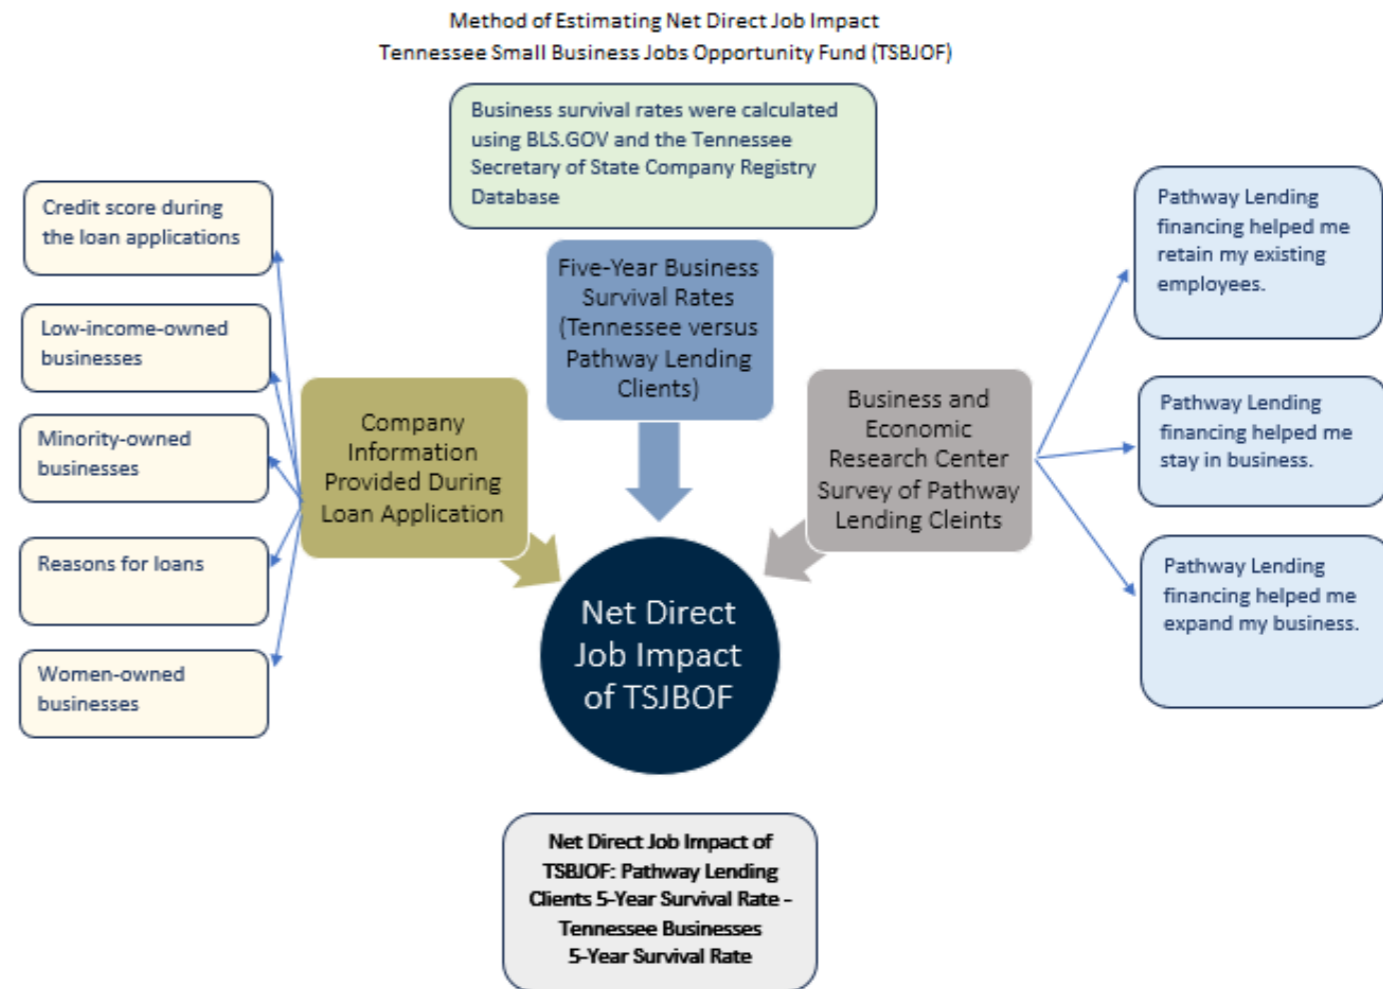 Method of Estimating Net Direct Job Impact
Tennessee Small Business Jobs Opportunity Fund (TSBJOF)
Business survival rates were calculated
using BLS.GOV and the Tennessee
Secretary of State Company Registry
Database
Credit score during
the loan applications
Low-income-owned
businesses
Minority-owned
businesses
Reasons for loans
Women-owned
businesses
Company
Information
Provided During
Loan Application
Five-Year Business
Survival Rates
(Tennessee versus
Pathway Lending
Clients)
Business and
Economic
Research Center
Survey of Pathway
Lending Cleints
Pathway Lending
financing helped me
retain my existing
employees.
Pathway Lending
financing helped me
stay in business.
Pathway Lending
financing helped me
expand my business.
Net Direct
Job Impact
of TSJBOF
Net Direct Job Impact of
TSBJOF: Pathway Lending
Clients 5-Year Survival Rate -
Tennessee Businesses
5-Year Survival Rate